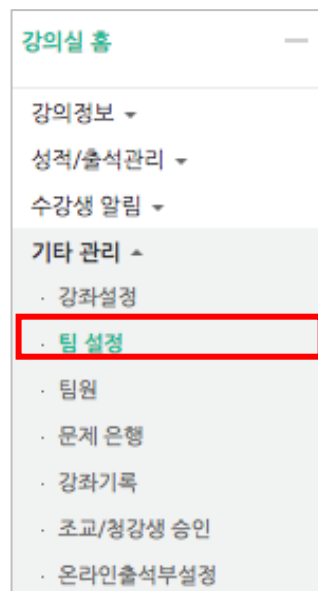 강의실 홈
강의정보
성적/출석관리
수강생 알림
기타 관리
· 강좌설정
· 팀 설정
· 팀원
· 문제 은행
· 강좌기록
· 조교/청강생 승인
· 온라인출석부설정